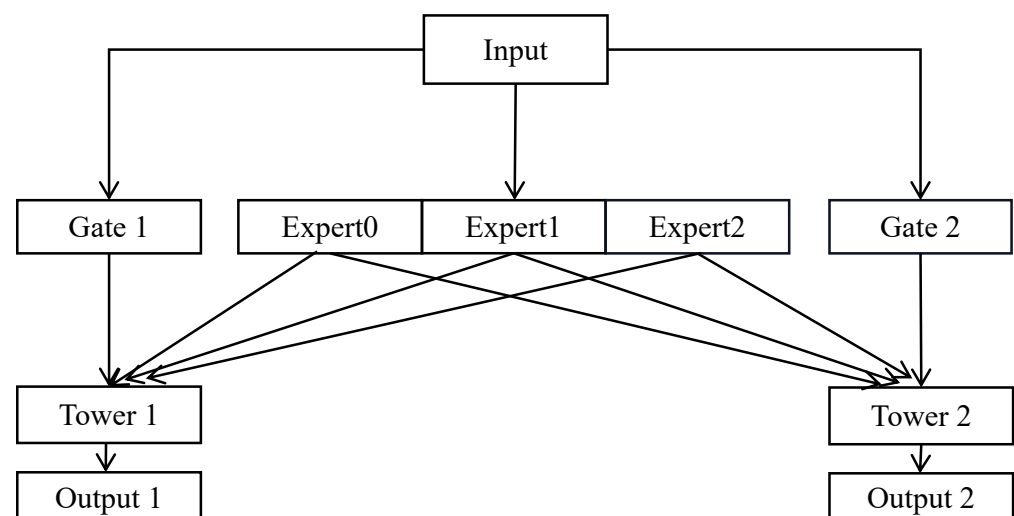 Input
Gate 1
Expert0
Expert1
Expert2
Gate 2
Tower 1
Tower 2
Output 1
Output 2